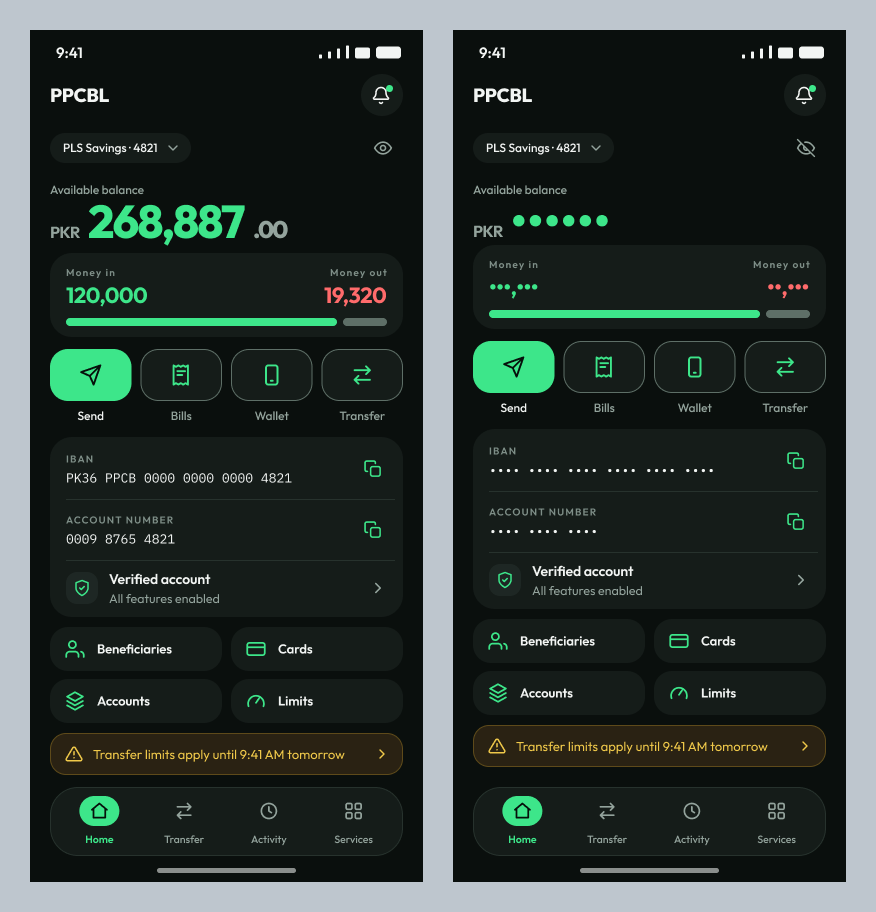 9:41
PPCBL
PLS Savings · 4821
Available balance
PKR 268,887 .00
Money in Money out
120,000 19,320
Send Bills Wallet Transfer
IBAN
PK36 PPCB 0000 0000 0000 4821
ACCOUNT NUMBER
0009 8765 4821
Verified account
All features enabled
Beneficiaries Cards
Accounts Limits
Transfer limits apply until 9:41 AM tomorrow
Home Transfer Activity Services
9:41
PPCBL
PLS Savings · 4821
Available balance
PKR ●●●●●●
Money in Money out
•••,••• ••,•••
Send Bills Wallet Transfer
IBAN
•••• •••• •••• •••• •••• ••••
ACCOUNT NUMBER
•••• •••• ••••
Verified account
All features enabled
Beneficiaries Cards
Accounts Limits
Transfer limits apply until 9:41 AM tomorrow
Home Transfer Activity Services